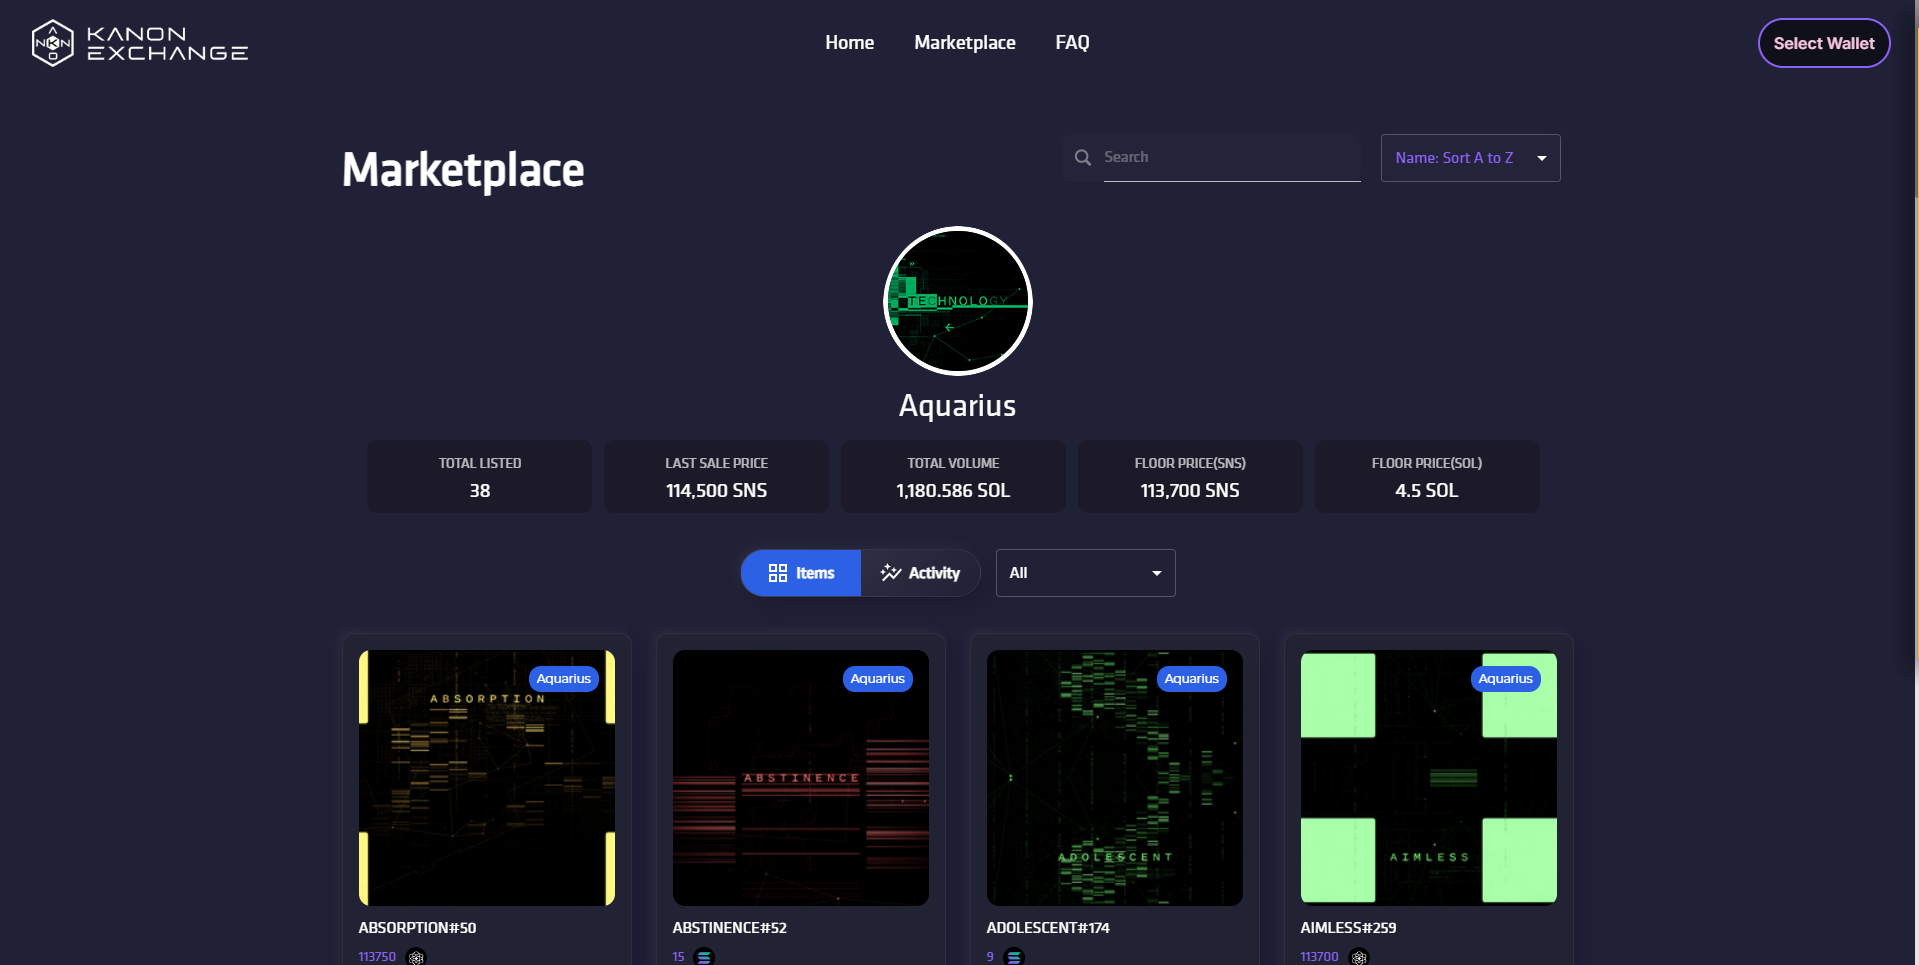 KANON
EXCHANGE
Home
Marketplace
FAQ
Select Wallet
Marketplace
Search
Name: Sort A to Z
TECHNOLOGY
Aquarius
TOTAL LISTED
38
LAST SALE PRICE
114,500 SNS
TOTAL VOLUME
1,180.586 SOL
FLOOR PRICE(SNS)
113,700 SNS
FLOOR PRICE(SOL)
4.5 SOL
Items
Activity
All
Aquarius
ABSORPTION
ABSORPTION#50
113750
Aquarius
ABSTINENCE
ABSTINENCE#52
15
Aquarius
ADOLESCENT
ADOLESCENT#174
9
Aquarius
AIMLESS
AIMLESS#259
113700